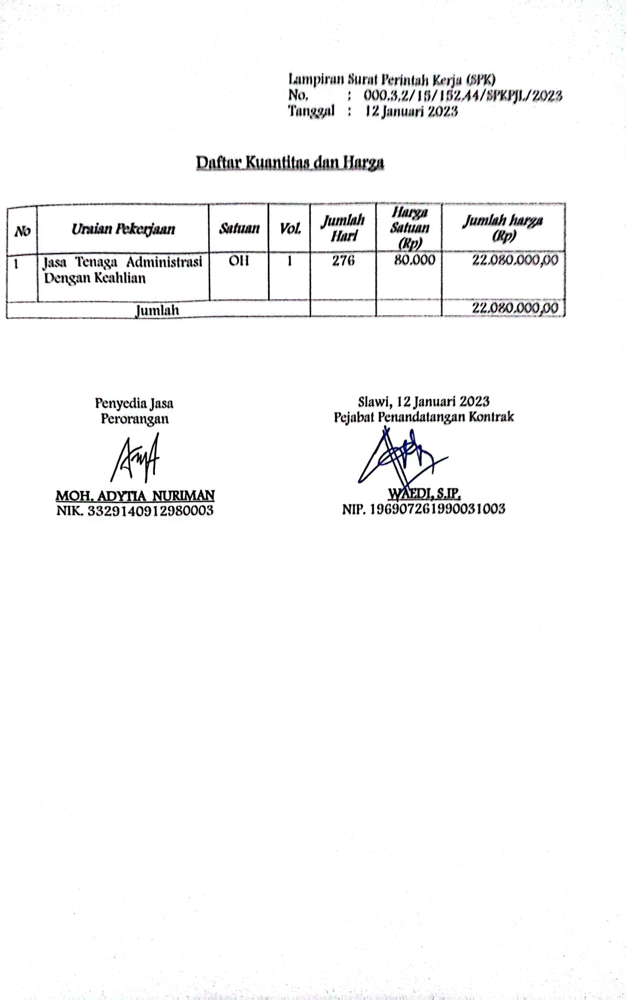 Lampiran Surat Perintah Kerja (SPK)
No. : 000.3.2/15/152.44/SPKPJL/2023
Tanggal : 12 Januari 2023
Daftar Kuantitas dan Harga
No Uraian Pekerjaan Satuan Vol. Jumlah Hari Harga Satuan (Rp) Jumlah harga (Rp)
1 Jasa Tenaga Administrasi OH 1 276 80.000 22.080.000,00
Dengan Keahlian
Jumlah 22.080.000,00
Penyedia Jasa
Perorangan
Slawi, 12 Januari 2023
Pejabat Penandatangan Kontrak
MOH. ADYTIA NURIMAN
NIK. 3329140912980003
WAEDI, S.IP.
NIP. 196907261990031003